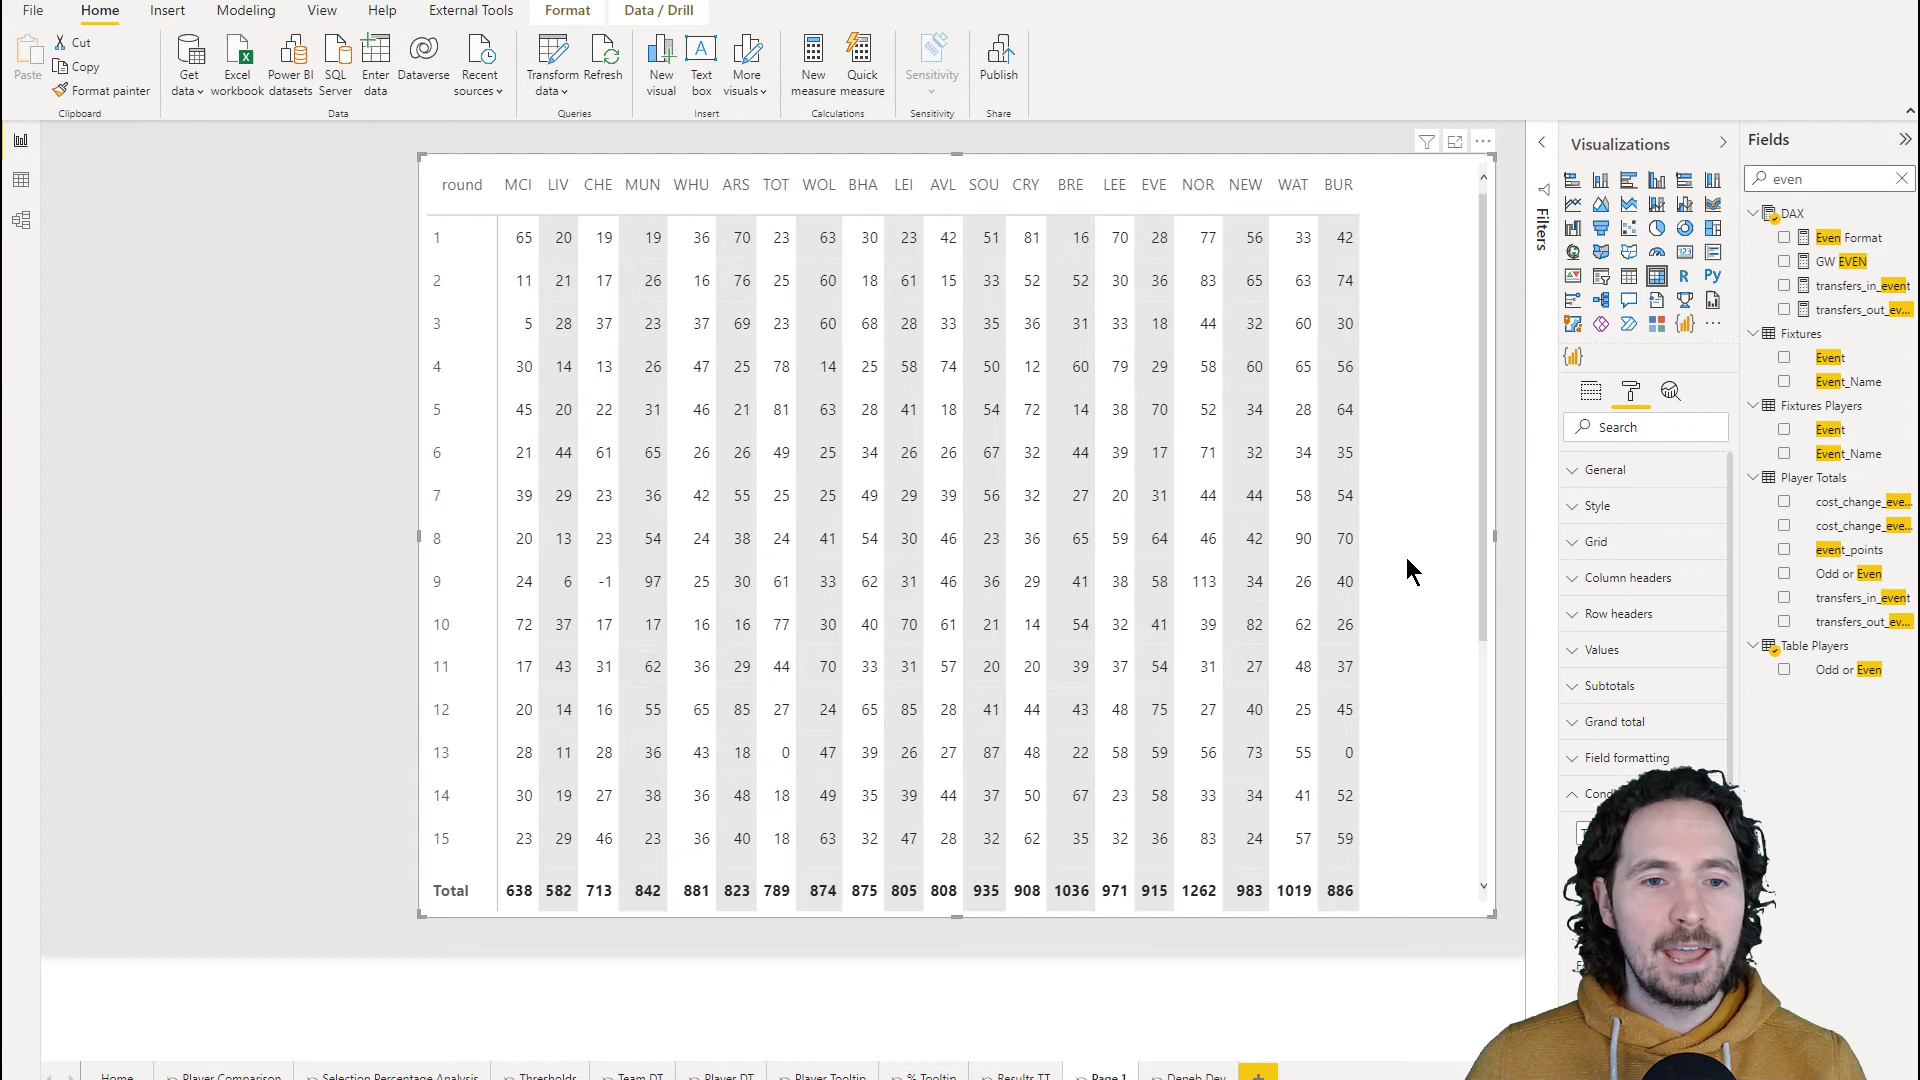 File Home Insert Modeling View Help External Tools Format Data / Drill
Paste
Cut
Copy
Format painter
Clipboard
Get data
Excel workbook
Power BI datasets
SQL Server
Enter data
Dataverse
Recent sources
Data
Transform data
Refresh
Queries
New visual
Text box
More visuals
Insert
New measure
Quick measure
Calculations
Sensitivity
Sensitivity
Publish
Share
round MCI LIV CHE MUN WHU ARS TOT WOL BHA LEI AVL SOU CRY BRE LEE EVE NOR NEW WAT BUR
1 65 20 19 19 36 70 23 63 30 23 42 51 81 16 70 28 77 56 33 42
2 11 21 17 26 16 76 25 60 18 61 15 33 52 52 30 36 83 65 63 74
3 5 28 37 23 37 69 23 60 68 28 33 35 36 31 33 18 44 32 60 30
4 30 14 13 26 47 25 78 14 25 58 74 50 12 60 79 29 58 60 65 56
5 45 20 22 31 46 21 81 63 28 41 18 54 72 14 38 70 52 34 28 64
6 21 44 61 65 26 26 49 25 34 26 26 67 32 44 39 17 71 32 34 35
7 39 29 23 36 42 55 25 25 49 29 39 56 32 27 20 31 44 44 58 54
8 20 13 23 54 24 38 24 41 54 30 46 23 36 65 59 64 46 42 90 70
9 24 6 -1 97 25 30 61 33 62 31 46 36 29 41 38 58 113 34 26 40
10 72 37 17 17 16 16 77 30 40 70 61 21 14 54 32 41 39 82 62 26
11 17 43 31 62 36 29 44 70 33 31 57 20 20 39 37 54 31 27 48 37
12 20 14 16 55 65 85 27 24 65 85 28 41 44 43 48 75 27 40 25 45
13 28 11 28 36 43 18 0 47 39 26 27 87 48 22 58 59 56 73 55 0
14 30 19 27 38 36 48 18 49 35 39 44 37 50 67 23 58 33 34 41 52
15 23 29 46 23 36 40 18 63 32 47 28 32 62 35 32 36 83 24 57 59
Total 638 582 713 842 881 823 789 874 875 805 808 935 908 1036 971 915 1262 983 1019 886
Filters
Visualizations
R Py
Search
General
Style
Grid
Column headers
Row headers
Values
Subtotals
Grand total
Field formatting
Fields
even
DAX
Even Format
GW EVEN
transfers_in_event
transfers_out_ev...
Fixtures
Event
Event_Name
Fixtures Players
Event
Event_Name
Player Totals
cost_change_eve...
cost_change_eve...
event_points
Odd or Even
transfers_in_event
transfers_out_ev...
Table Players
Odd or Even
Home Player Comparison Selection Percentage Analysis Thresholds Team DT Player DT Player Tooltip % Tooltip Results TT Page 1 Deneb Dev